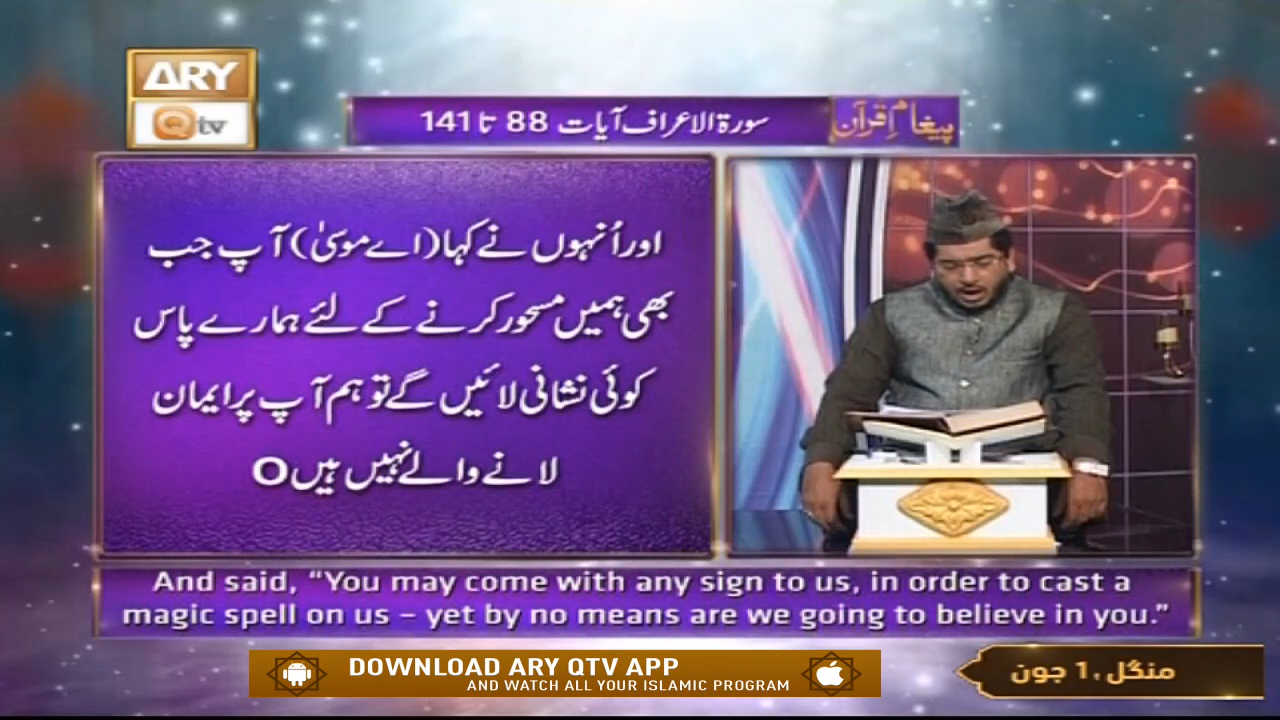 ARY
Qtv
پیغامِ قرآن
سورۃ الاعراف آیات 88 تا 141
اور اُنہوں نے کہا (اے موسیٰ) آپ جب
بھی ہمیں مسحور کرنے کے لئے ہمارے پاس
کوئی نشانی لائیں گے تو ہم آپ پر ایمان
لانے والے نہیں ہیں O
And said, “You may come with any sign to us, in order to cast a
magic spell on us – yet by no means are we going to believe in you.”
DOWNLOAD ARY QTV APP
AND WATCH ALL YOUR ISLAMIC PROGRAM
منگل، 1 جون